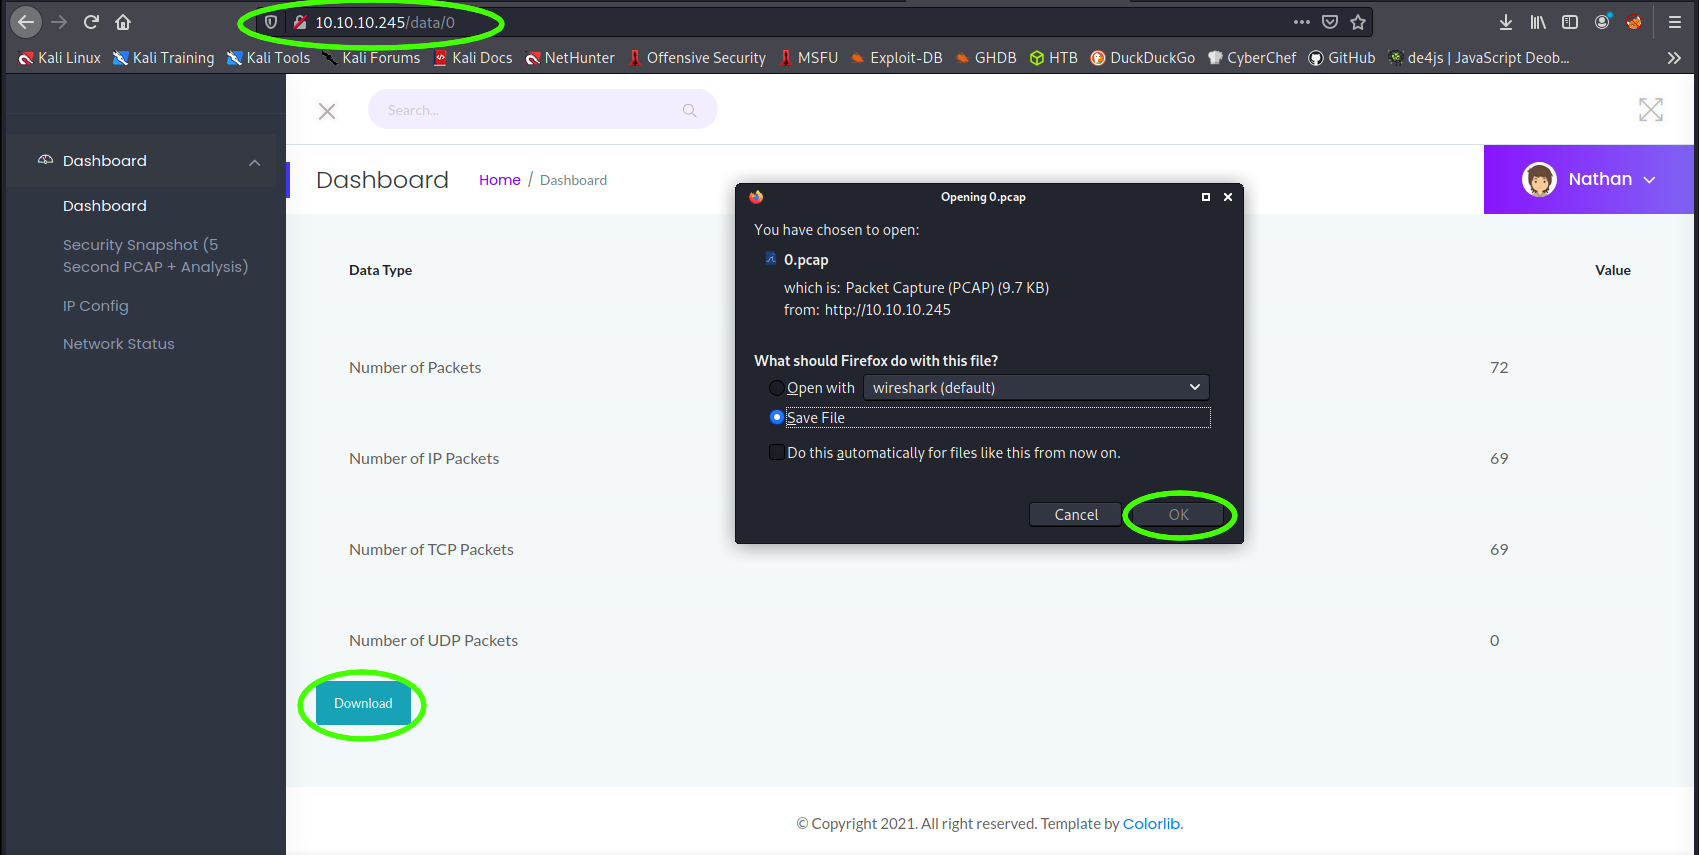 10.10.10.245/data/0
Kali Linux Kali Training Kali Tools Kali Forums Kali Docs NetHunter Offensive Security MSFU Exploit-DB GHDB HTB DuckDuckGo CyberChef GitHub de4js | JavaScript Deob...
Search...
Dashboard
Dashboard
Security Snapshot (5
Second PCAP + Analysis)
IP Config
Network Status
Dashboard Home / Dashboard
Nathan
Data Type Value
Number of Packets 72
Number of IP Packets 69
Number of TCP Packets 69
Number of UDP Packets 0
Download
Opening 0.pcap
You have chosen to open:
0.pcap
which is: Packet Capture (PCAP) (9.7 KB)
from: http://10.10.10.245
What should Firefox do with this file?
Open with wireshark (default)
Save File
Do this automatically for files like this from now on.
Cancel OK
© Copyright 2021. All right reserved. Template by Colorlib.